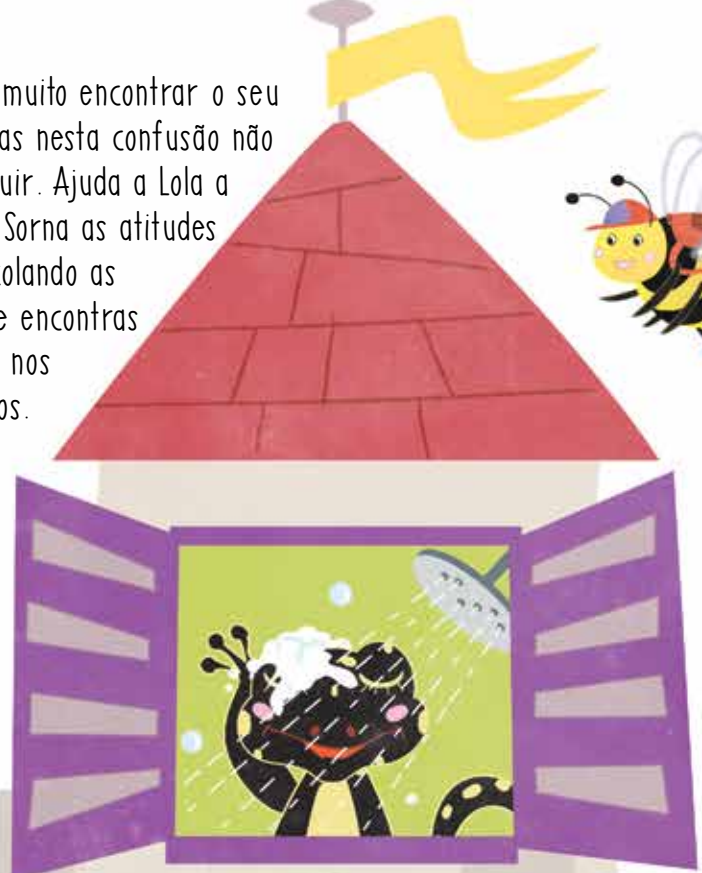 muito encontrar o seu
as nesta confusão não
uir. Ajuda a Lola a
Sorna as atitudes
olando as
e encontras
nos
os.